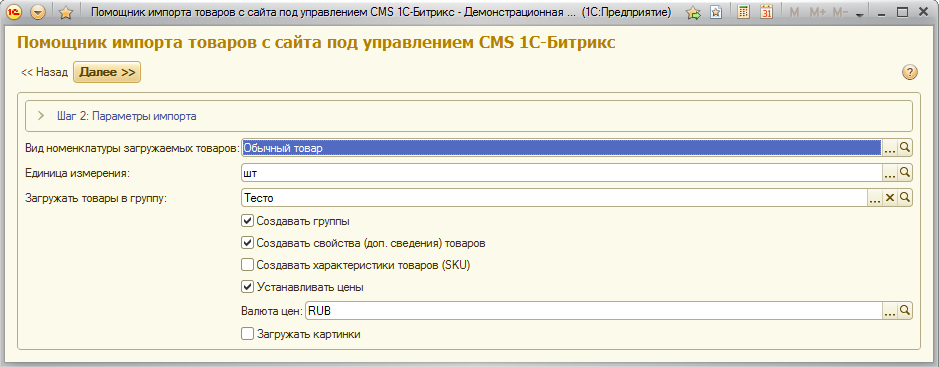 Помощник импорта товаров с сайта под управлением CMS 1С-Битрикс - Демонстрационная ... (1С:Предприятие) M M+ M-
Помощник импорта товаров с сайта под управлением CMS 1С-Битрикс
<< Назад Далее >> ?
Шаг 2: Параметры импорта
Вид номенклатуры загружаемых товаров: Обычный товар ...
Единица измерения: шт ...
Загружать товары в группу: Тесто ... ×
Создавать группы
Создавать свойства (доп. сведения) товаров
Создавать характеристики товаров (SKU)
Устанавливать цены
Валюта цен: RUB ...
Загружать картинки